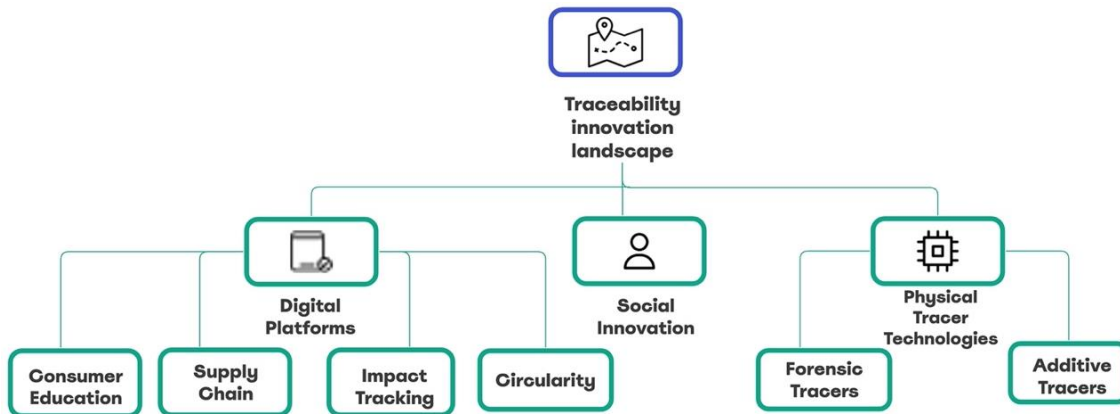 Traceability
innovation
landscape
Digital
Platforms
Social
Innovation
Physical
Tracer
Technologies
Consumer
Education
Supply
Chain
Impact
Tracking
Circularity
Forensic
Tracers
Additive
Tracers